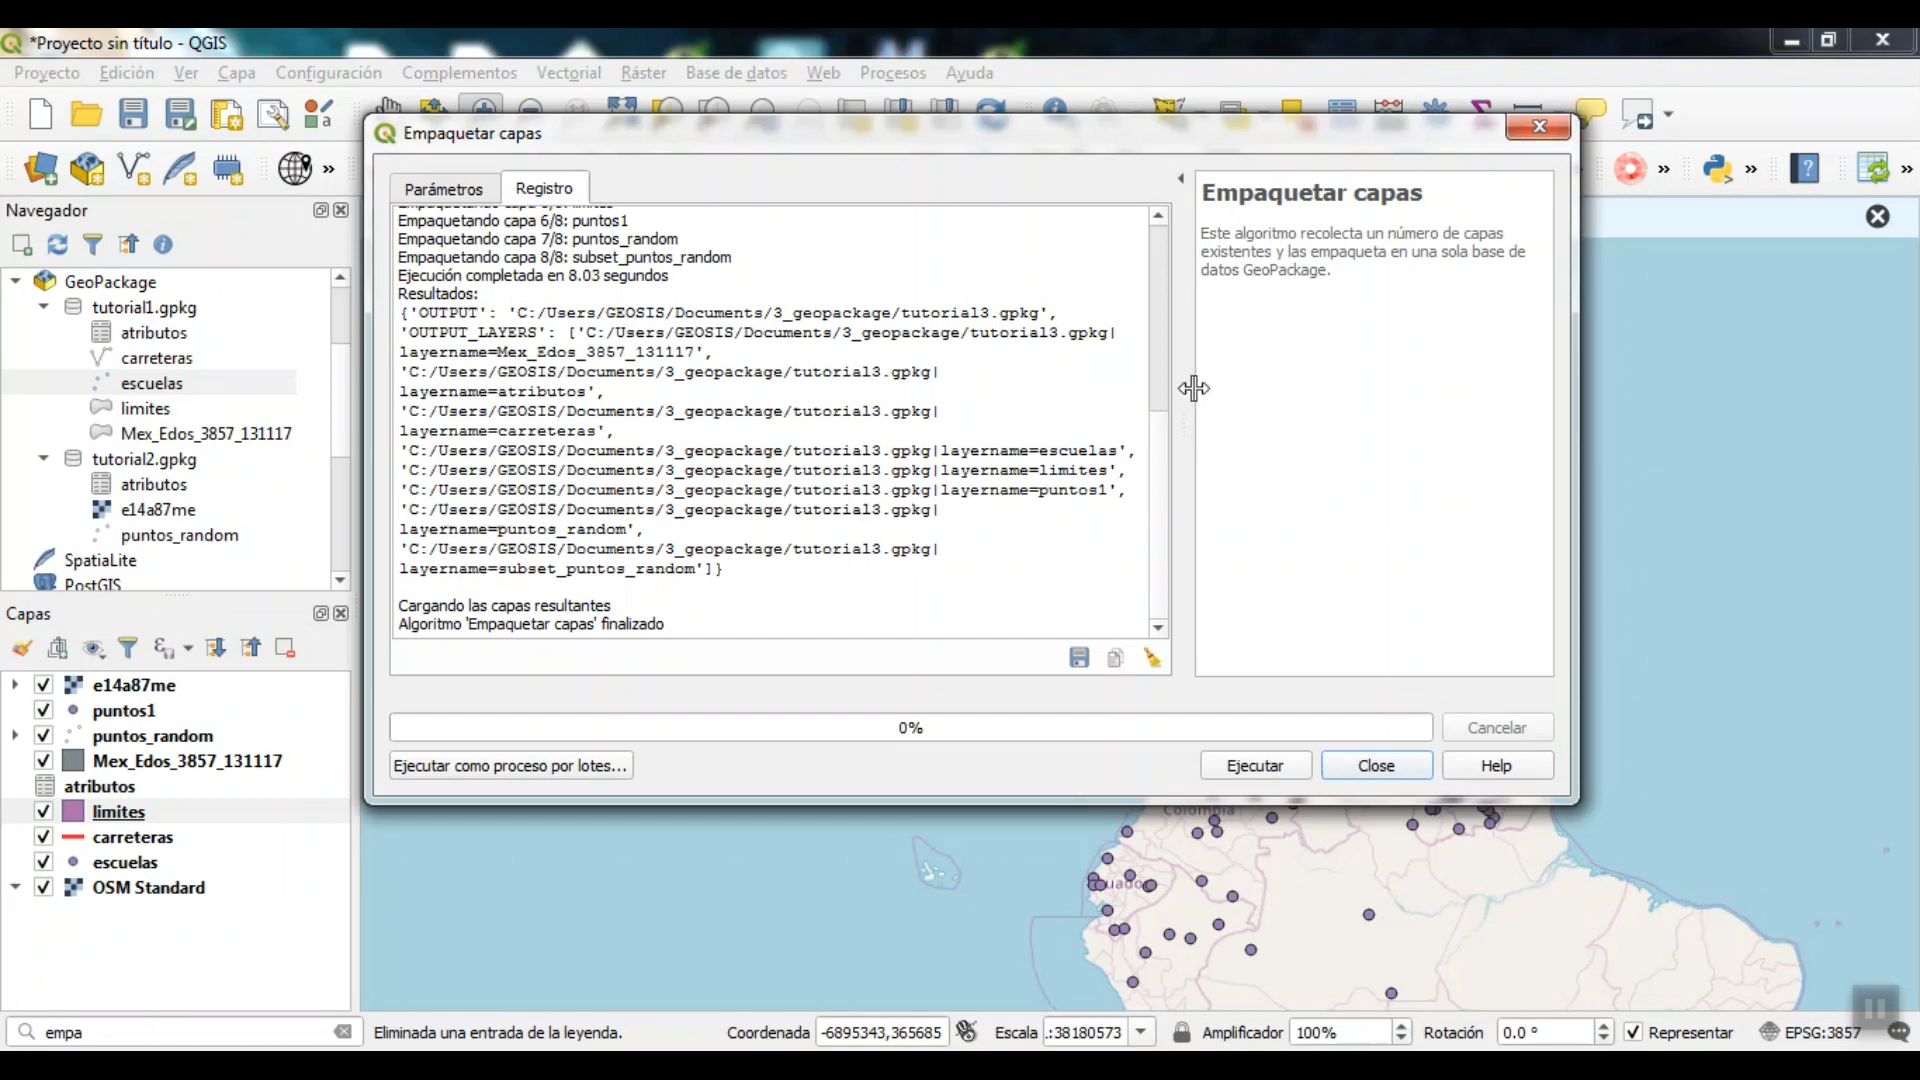 *Proyecto sin título - QGIS
Proyecto Edición Ver Capa Configuración Complementos Vectorial Ráster Base de datos Web Procesos Ayuda
Empaquetar capas
Parámetros Registro
Empaquetando capa 6/8: puntos1
Empaquetando capa 7/8: puntos_random
Empaquetando capa 8/8: subset_puntos_random
Ejecución completada en 8.03 segundos
Resultados:
{'OUTPUT': 'C:/Users/GEOSIS/Documents/3_geopackage/tutorial3.gpkg',
'OUTPUT_LAYERS': ['C:/Users/GEOSIS/Documents/3_geopackage/tutorial3.gpkg|
layername=Mex_Edos_3857_131117',
'C:/Users/GEOSIS/Documents/3_geopackage/tutorial3.gpkg|
layername=atributos',
'C:/Users/GEOSIS/Documents/3_geopackage/tutorial3.gpkg|
layername=carreteras',
'C:/Users/GEOSIS/Documents/3_geopackage/tutorial3.gpkg|layername=escuelas',
'C:/Users/GEOSIS/Documents/3_geopackage/tutorial3.gpkg|layername=limites',
'C:/Users/GEOSIS/Documents/3_geopackage/tutorial3.gpkg|layername=puntos1',
'C:/Users/GEOSIS/Documents/3_geopackage/tutorial3.gpkg|
layername=puntos_random',
'C:/Users/GEOSIS/Documents/3_geopackage/tutorial3.gpkg|
layername=subset_puntos_random']}
Cargando las capas resultantes
Algoritmo 'Empaquetar capas' finalizado
Empaquetar capas
Este algoritmo recolecta un número de capas
existentes y las empaqueta en una sola base de
datos GeoPackage.
0%
Cancelar
Ejecutar como proceso por lotes...
Ejecutar
Close
Help
Navegador
GeoPackage
tutorial1.gpkg
atributos
carreteras
escuelas
limites
Mex_Edos_3857_131117
tutorial2.gpkg
atributos
e14a87me
puntos_random
SpatiaLite
PostGIS
Capas
e14a87me
puntos1
puntos_random
Mex_Edos_3857_131117
atributos
limites
carreteras
escuelas
OSM Standard
Colombia
empa
Eliminada una entrada de la leyenda.
Coordenada -6895343,365685
Escala .:38180573
Amplificador 100%
Rotación 0.0 °
Representar
EPSG:3857